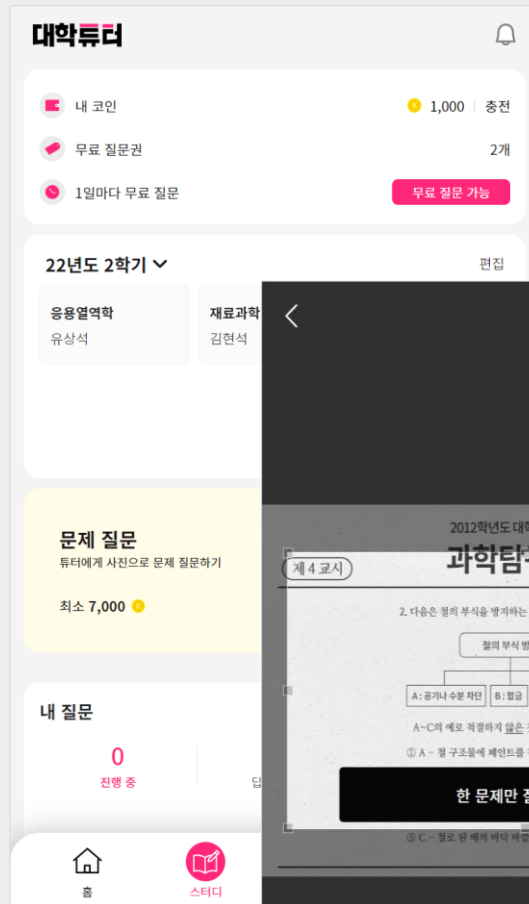 대학튜터
내 코인
1,000 충전
무료 질문권
2개
1일마다 무료 질문
무료 질문 가능
22년도 2학기
편집
응용열역학
유상석
재료과학
김현석
문제 질문
튜터에게 사진으로 문제 질문하기
최소 7,000
내 질문
0
진행 중
답
홈
스터디
2012학년도 대학
과학탐구
제 4 교시
2. 다음은 철의 부식을 방지하는
철의 부식 방
A : 공기나 수분 차단
B : 합금
A~C의 예로 적절하지 않은
① A - 철 구조물에 페인트를
한 문제만
⑤ C - 철로 된 배의 바닥 바깥